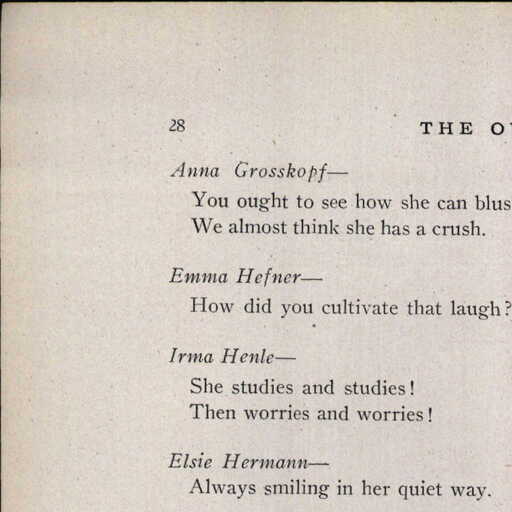 28
THE
Anna Grosskopf—
You ought to see how she can
We almost think she has a crush.
Emma Hefner—
How did you cultivate that laugh?
Irma Henle—
She studies and studies!
Then worries and worries!
Elsie Hermann—
Always smiling in her quiet way.